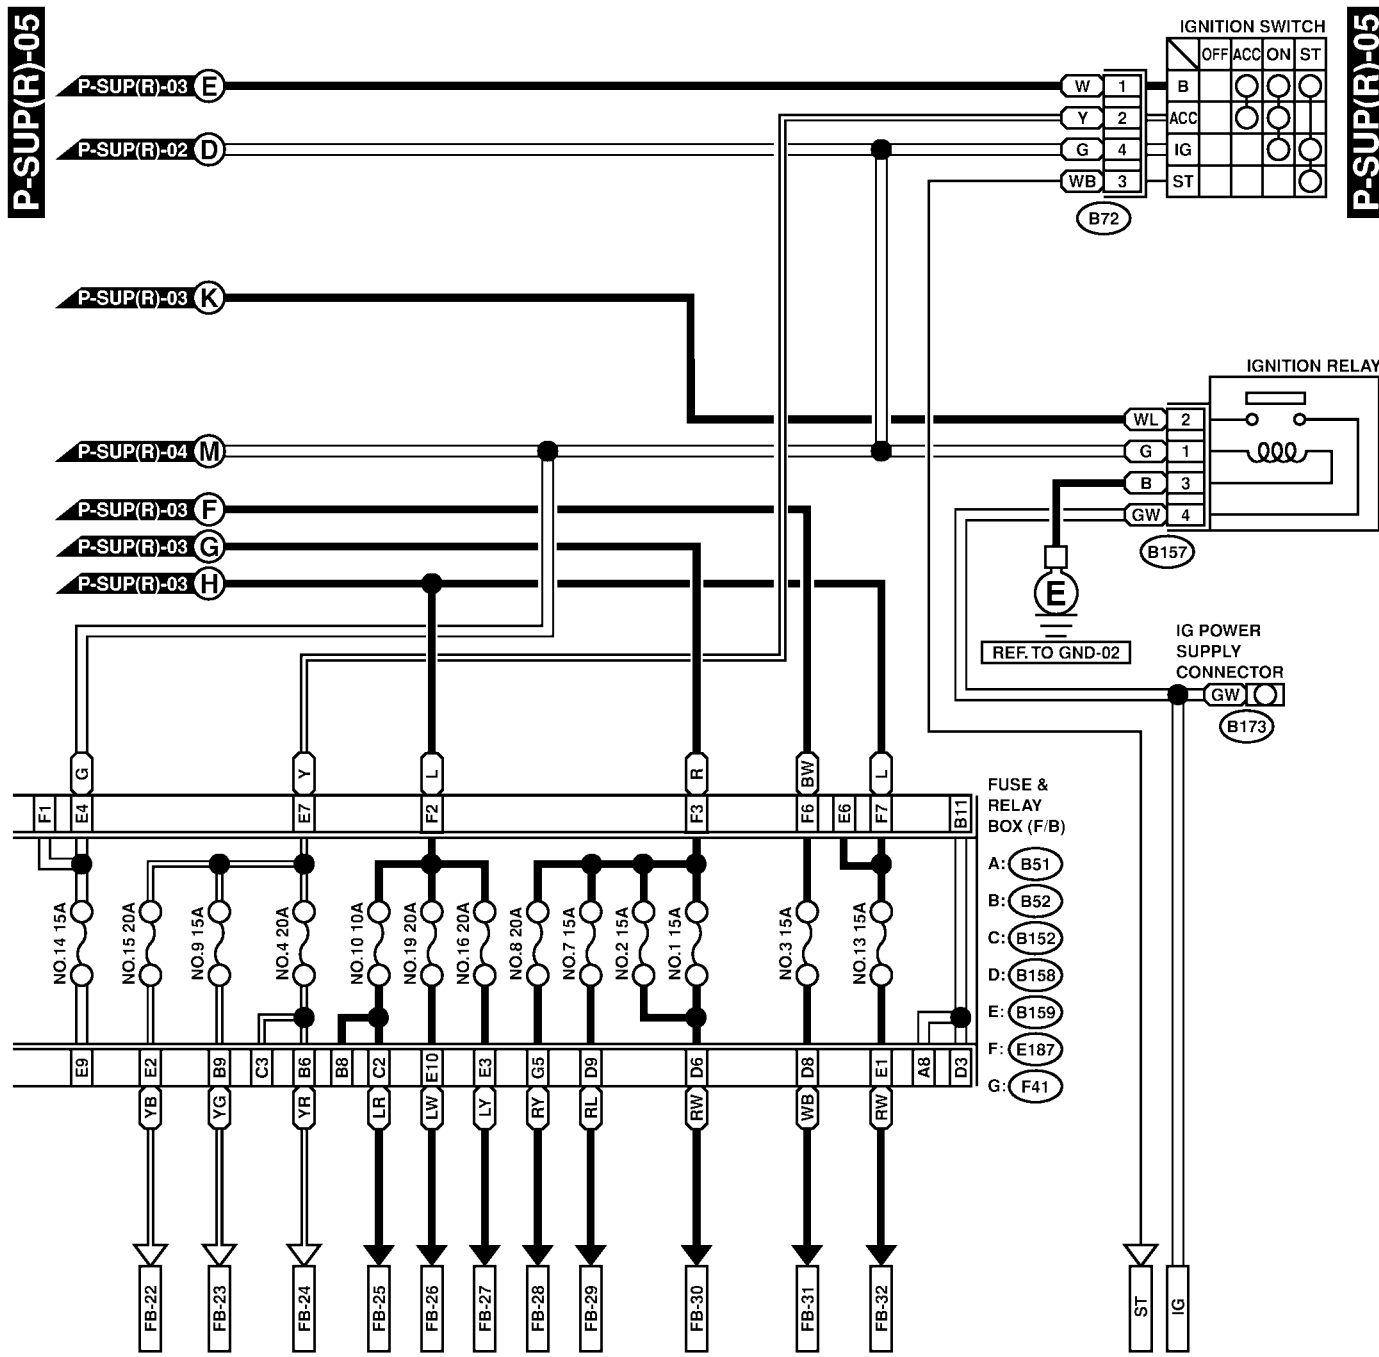 P-SUP(R)-05
P-SUP(R)-05
IGNITION SWITCH
OFF ACC ON ST
P-SUP(R)-03 E W 1 B
Y 2 ACC
P-SUP(R)-02 D G 4 IG
WB 3 ST
B72
P-SUP(R)-03 K
IGNITION RELAY
WL 2
P-SUP(R)-04 M G 1
B 3
P-SUP(R)-03 F GW 4
P-SUP(R)-03 G
B157
P-SUP(R)-03 H
E
REF. TO GND-02
IG POWER
SUPPLY
CONNECTOR
GW
B173
G Y L R BW L
F1 E4 E7 F2 F3 F6 E6 F7 B11
FUSE &
RELAY
BOX (F/B)
A: B51
B: B52
C: B152
D: B158
E: B159
F: E187
G: F41
NO.14 15A
NO.15 20A
NO.9 15A
NO.4 20A
NO.10 10A
NO.19 20A
NO.16 20A
NO.8 20A
NO.7 15A
NO.2 15A
NO.1 15A
NO.3 15A
NO.13 15A
E9 E2 B9 C3 B6 B8 C2 E10 E3 G5 D9 D6 D8 E1 A8 D3
YB YG YR LR LW LY RY RL RW WB RW
FB-22 FB-23 FB-24 FB-25 FB-26 FB-27 FB-28 FB-29 FB-30 FB-31 FB-32 ST IG